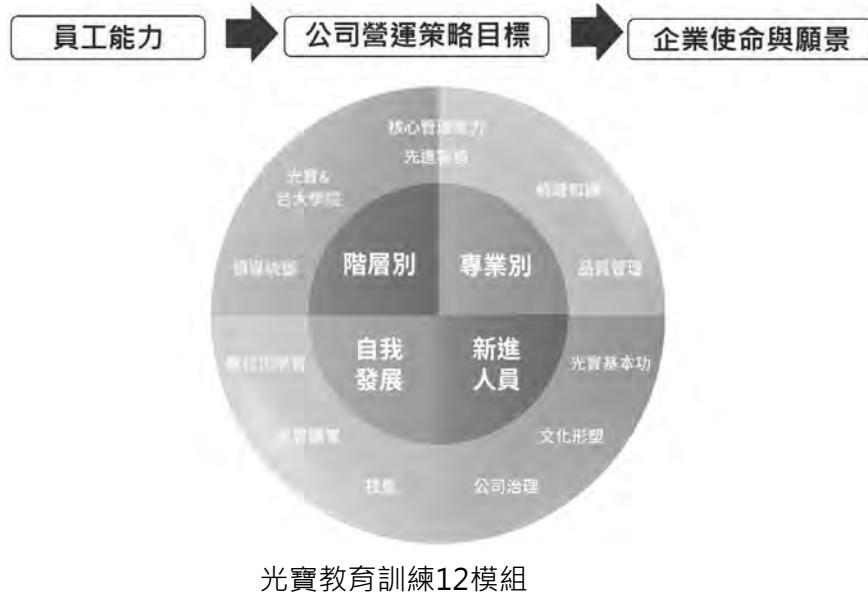 員工能力
公司營運策略目標
企業使命與願景
核心管理能力
先進製造
光寶&
台大學院
領導統御
品質管理
階層別
專業別
自我
發展
新進
人員
光寶基本功
文化形塑
公司治理
光寶教育訓練12模組